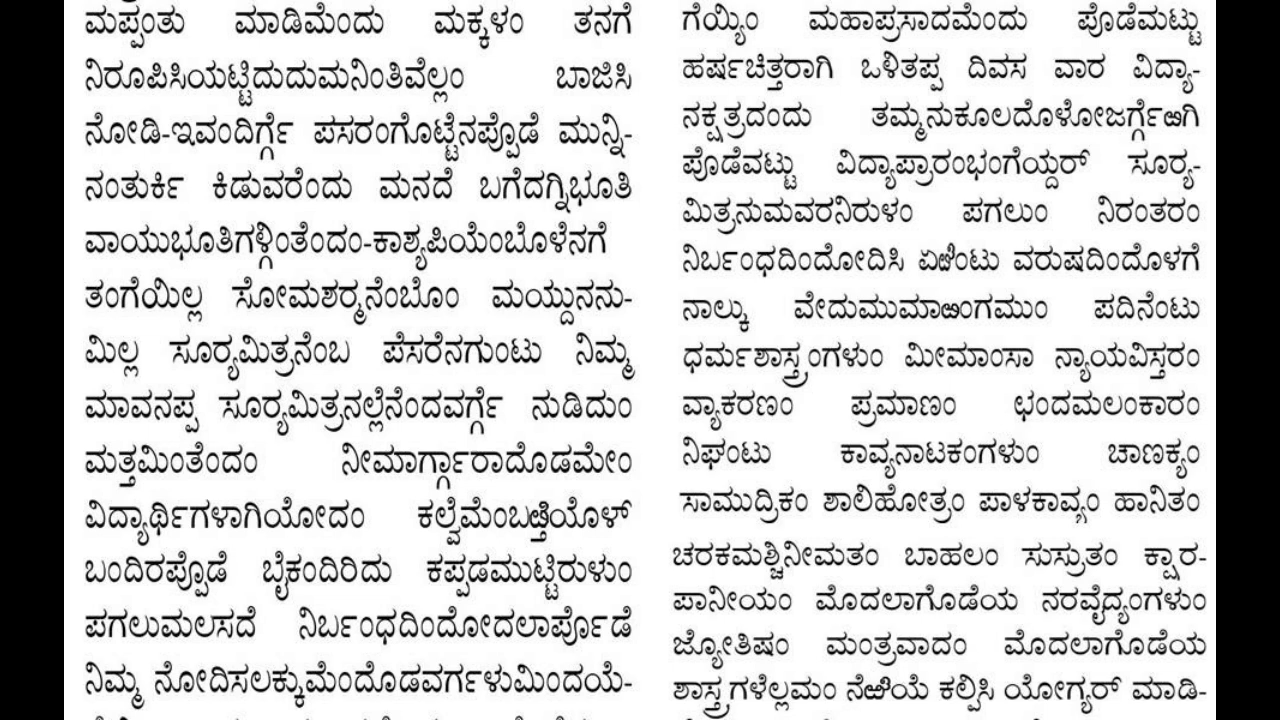 ಮಪ್ಪಂತು ಮಾಡಿಮೆಂದು ಮಕ್ಕಳಂ ತನಗೆ
ನಿರೂಪಿಸಿಯಟ್ಟಿದುದುಮನಿಂತಿವೆಲ್ಲಂ ಬಾಜಿಸಿ
ನೋಡಿ-ಇವಂದಿರ್ಗ್ಗೆ ಪಸರಂಗೊಟ್ಟೆನಪ್ಪೊಡೆ ಮುನ್ನಿ-
ನಂತುರ್ಕಿ ಕಿಡುವರೆಂದು ಮನದೆ ಬಗೆದಗ್ನಿಭೂತಿ
ವಾಯುಭೂತಿಗಳ್ಗಿಂತೆಂದಂ-ಕಾಶ್ಯಪಿಯೆಂಬೊಳೆನಗೆ
ತಂಗೆಯಿಲ್ಲ ಸೋಮಶರ‍್ಮನೆಂಬೊಂ ಮಯ್ದುನನು-
ಮಿಲ್ಲ ಸೂರ‍್ಯಮಿತ್ರನೆಂಬ ಪೆಸರೆನಗುಂಟು ನಿಮ್ಮ
ಮಾವನಪ್ಪ ಸೂರ‍್ಯಮಿತ್ರನಲ್ಲೆನೆಂದವರ್ಗ್ಗೆ ನುಡಿದುಂ
ಮತ್ತಮಿಂತೆಂದಂ ನೀಮಾರ್ಗ್ಗಾರಾದೊಡಮೇಂ
ವಿದ್ಯಾರ್ಥಿಗಳಾಗಿಯೋದಂ ಕಲ್ವೆಮೆಂಬೞ್ತಿಯೊಳ್
ಬಂದಿರಪ್ಪೊಡೆ ಬೈಕಂದಿರಿದು ಕಪ್ಪಡಮುಟ್ಟಿರುಳುಂ
ಪಗಲುಮಲಸದೆ ನಿರ್ಬಂಧದಿಂದೋದಲಾರ್ಪೊಡೆ
ನಿಮ್ಮ ನೋದಿಸಲಕ್ಕುಮೆಂದೊಡವರ್ಗಳುಮಿಂದಯೆ-
ಗೆಯ್ಯಿಂ ಮಹಾಪ್ರಸಾದಮೆಂದು ಪೊಡೆಮಟ್ಟು
ಹರ್ಷಚಿತ್ತರಾಗಿ ಒಳಿತಪ್ಪ ದಿವಸ ವಾರ ವಿದ್ಯಾ-
ನಕ್ಷತ್ರದಂದು ತಮ್ಮನುಕೂಲದೊಳೋಜರ್ಗ್ಗೆಱಗಿ
ಪೊಡೆವಟ್ಟು ವಿದ್ಯಾಪ್ರಾರಂಭಂಗೆಯ್ದರ್ ಸೂರ‍್ಯ-
ಮಿತ್ರನುಮವರನಿರುಳಂ ಪಗಲುಂ ನಿರಂತರಂ
ನಿರ್ಬಂಧದಿಂದೋದಿಸಿ ಏೞೆಂಟು ವರುಷದಿಂದೊಳಗೆ
ನಾಲ್ಕು ವೇದುಮುಮಾಱಂಗಮುಂ ಪದಿನೆಂಟು
ಧರ್ಮಶಾಸ್ತ್ರಂಗಳುಂ ಮೀಮಾಂಸಾ ನ್ಯಾಯವಿಸ್ತರಂ
ವ್ಯಾಕರಣಂ ಪ್ರಮಾಣಂ ಛಂದಮಲಂಕಾರಂ
ನಿಘಂಟು ಕಾವ್ಯನಾಟಕಂಗಳುಂ ಚಾಣಕ್ಯಂ
ಸಾಮುದ್ರಿಕಂ ಶಾಲಿಹೋತ್ರಂ ಪಾಳಕಾವ್ಯಂ ಹಾನಿತಂ
ಚರಕಮಶ್ಚಿನೀಮತಂ ಬಾಹಲಂ ಸುಸ್ರುತಂ ಕ್ಷಾರ-
ಪಾನೀಯಂ ಮೊದಲಾಗೊಡೆಯ ನರವೈದ್ಯಂಗಳುಂ
ಜ್ಯೋತಿಷಂ ಮಂತ್ರವಾದಂ ಮೊದಲಾಗೊಡೆಯ
ಶಾಸ್ತ್ರಗಳೆಲ್ಲಮಂ ನೆಱೆಯೆ ಕಲ್ಪಿಸಿ ಯೋಗ್ಯರ್ ಮಾಡಿ-